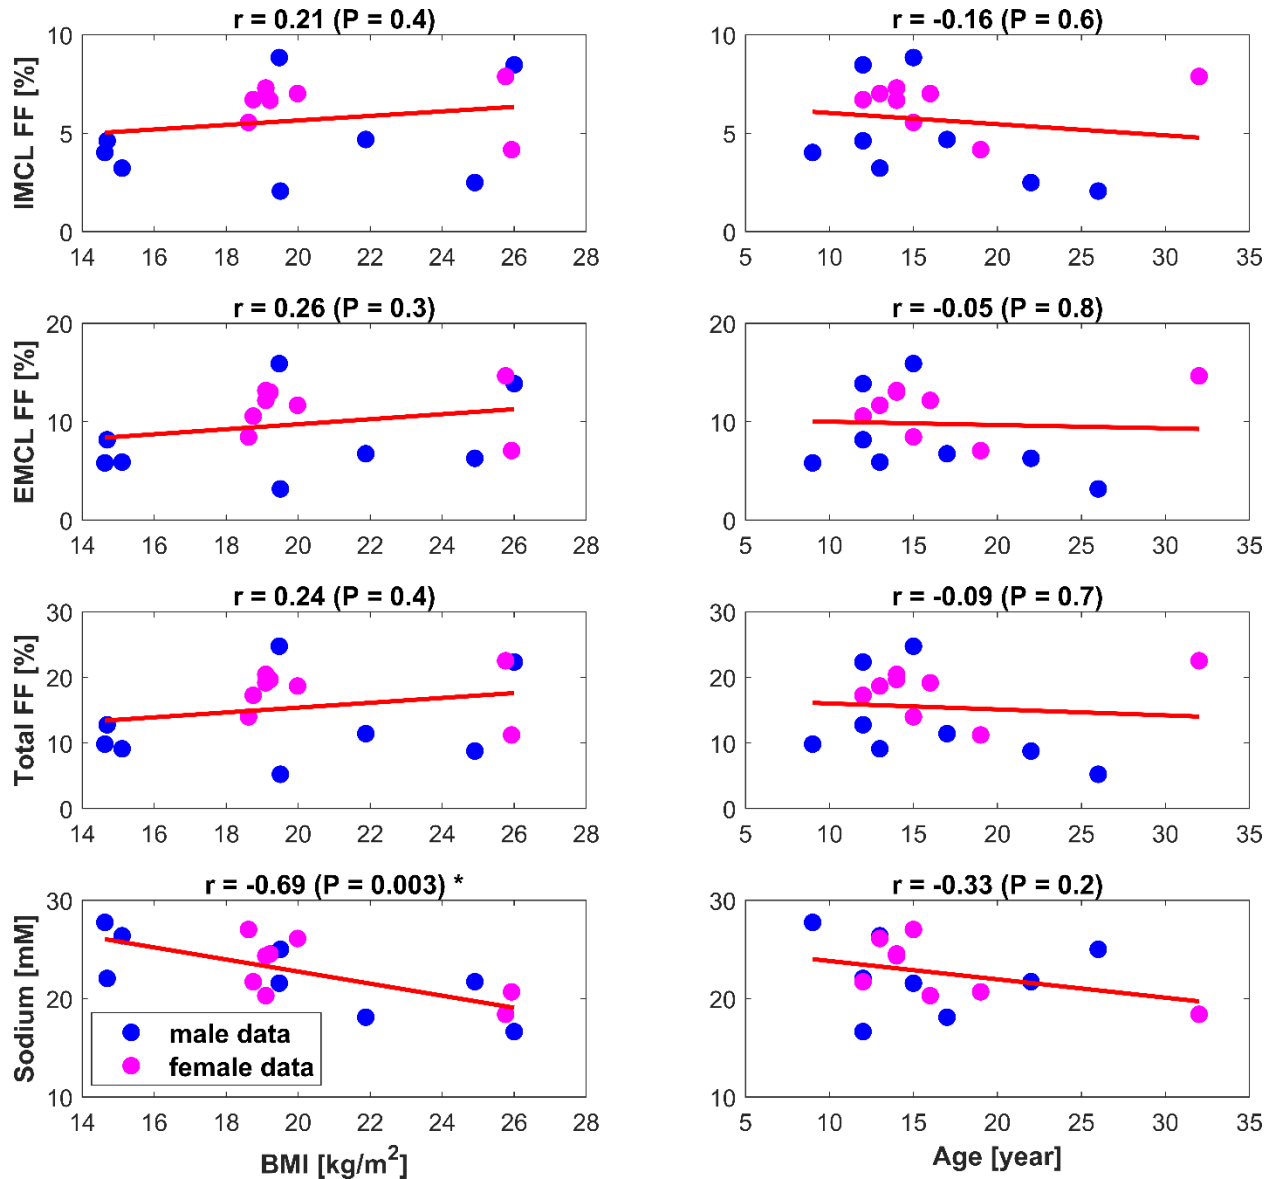 r = 0.21 (P = 0.4)
IMCL FF [%]
10
5
0
14 16 18 20 22 24 26 28
r = -0.16 (P = 0.6)
10
5
0
5 10 15 20 25 30 35
r = 0.26 (P = 0.3)
EMCL FF [%]
20
10
0
14 16 18 20 22 24 26 28
r = -0.05 (P = 0.8)
20
10
0
5 10 15 20 25 30 35
r = 0.24 (P = 0.4)
Total FF [%]
30
20
10
0
14 16 18 20 22 24 26 28
r = -0.09 (P = 0.7)
30
20
10
0
5 10 15 20 25 30 35
r = -0.69 (P = 0.003) *
Sodium [mM]
30
20
10
male data
female data
14 16 18 20 22 24 26 28
BMI [kg/m²]
r = -0.33 (P = 0.2)
30
20
10
5 10 15 20 25 30 35
Age [year]